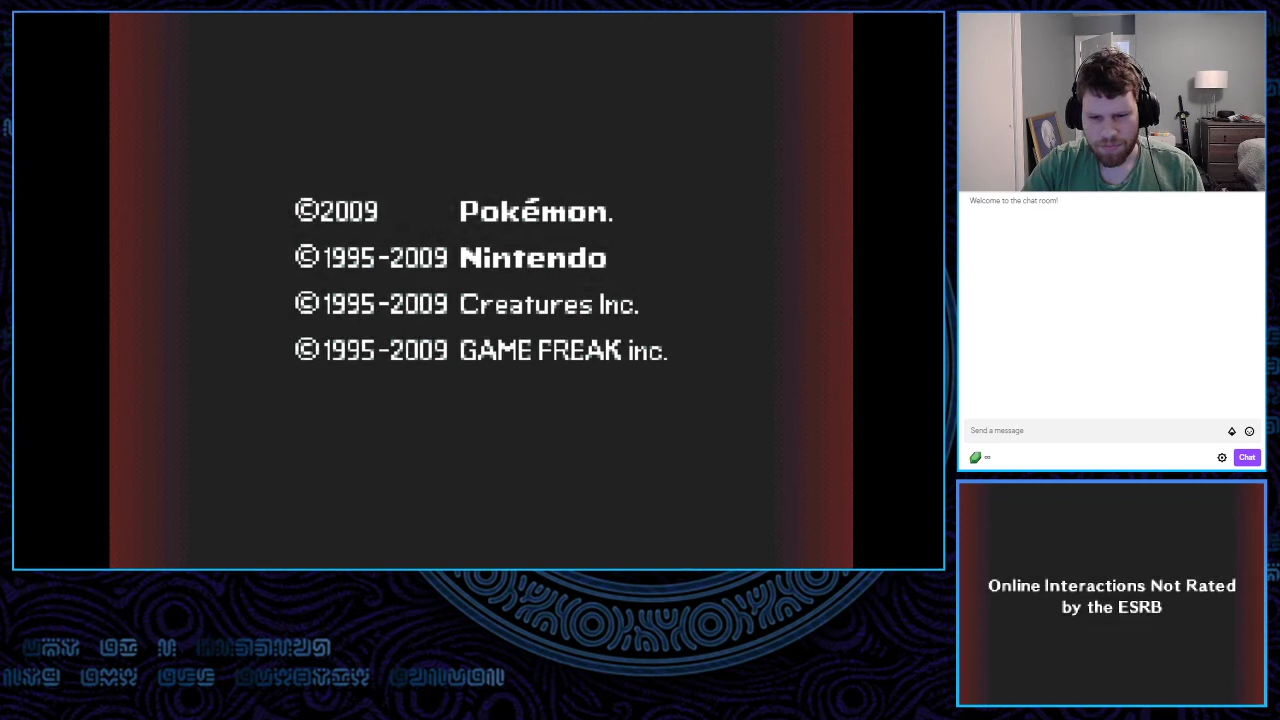 ©2009 Pokémon.
©1995-2009 Nintendo
©1995-2009 Creatures Inc.
©1995-2009 GAME FREAK inc.
Welcome to the chat room!
Send a message
∞
Chat
Online Interactions Not Rated
by the ESRB